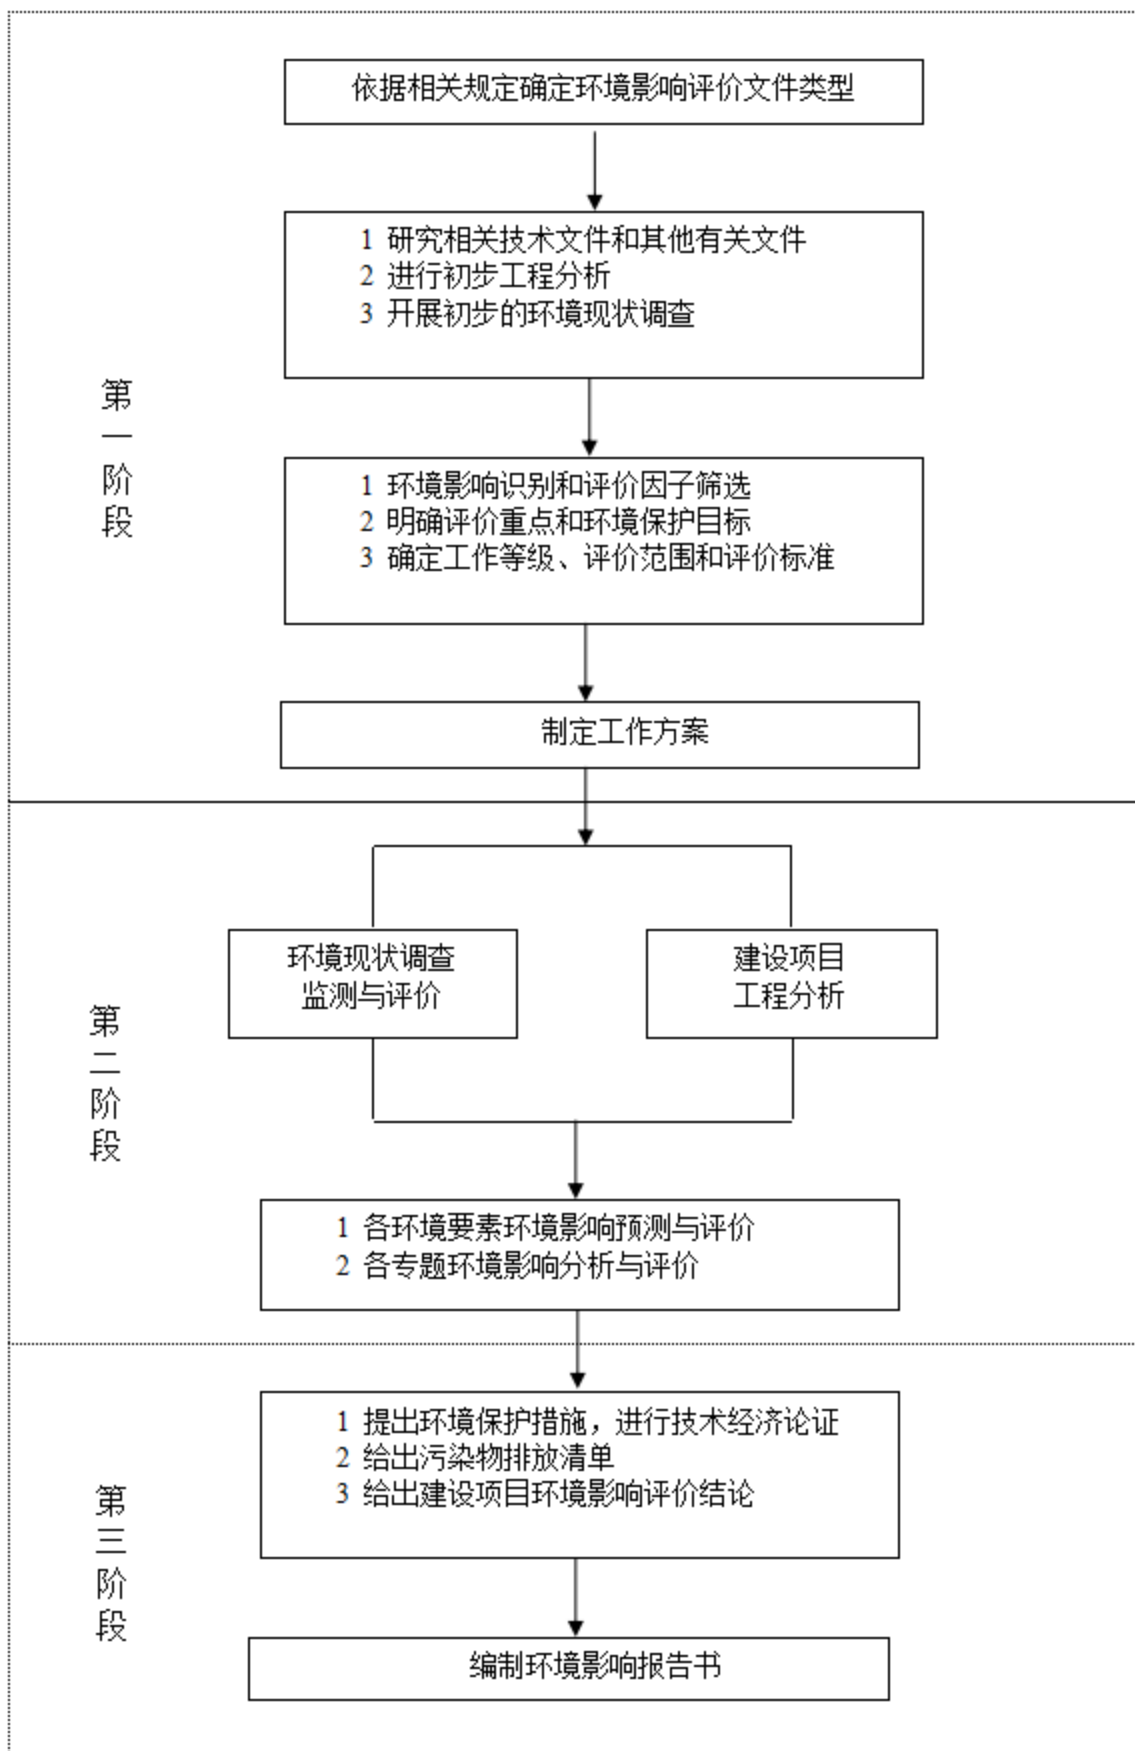 依据相关规定确定环境影响评价文件类型
1 研究相关技术文件和其他有关文件
2 进行初步工程分析
3 开展初步的环境现状调查
第一阶段
1 环境影响识别和评价因子筛选
2 明确评价重点和环境保护目标
3 确定工作等级、评价范围和评价标准
制定工作方案
环境现状调查
监测与评价
建设项目
工程分析
第二阶段
1 各环境要素环境影响预测与评价
2 各专题环境影响分析与评价
1 提出环境保护措施，进行技术经济论证
2 给出污染物排放清单
3 给出建设项目环境影响评价结论
第三阶段
编制环境影响报告书